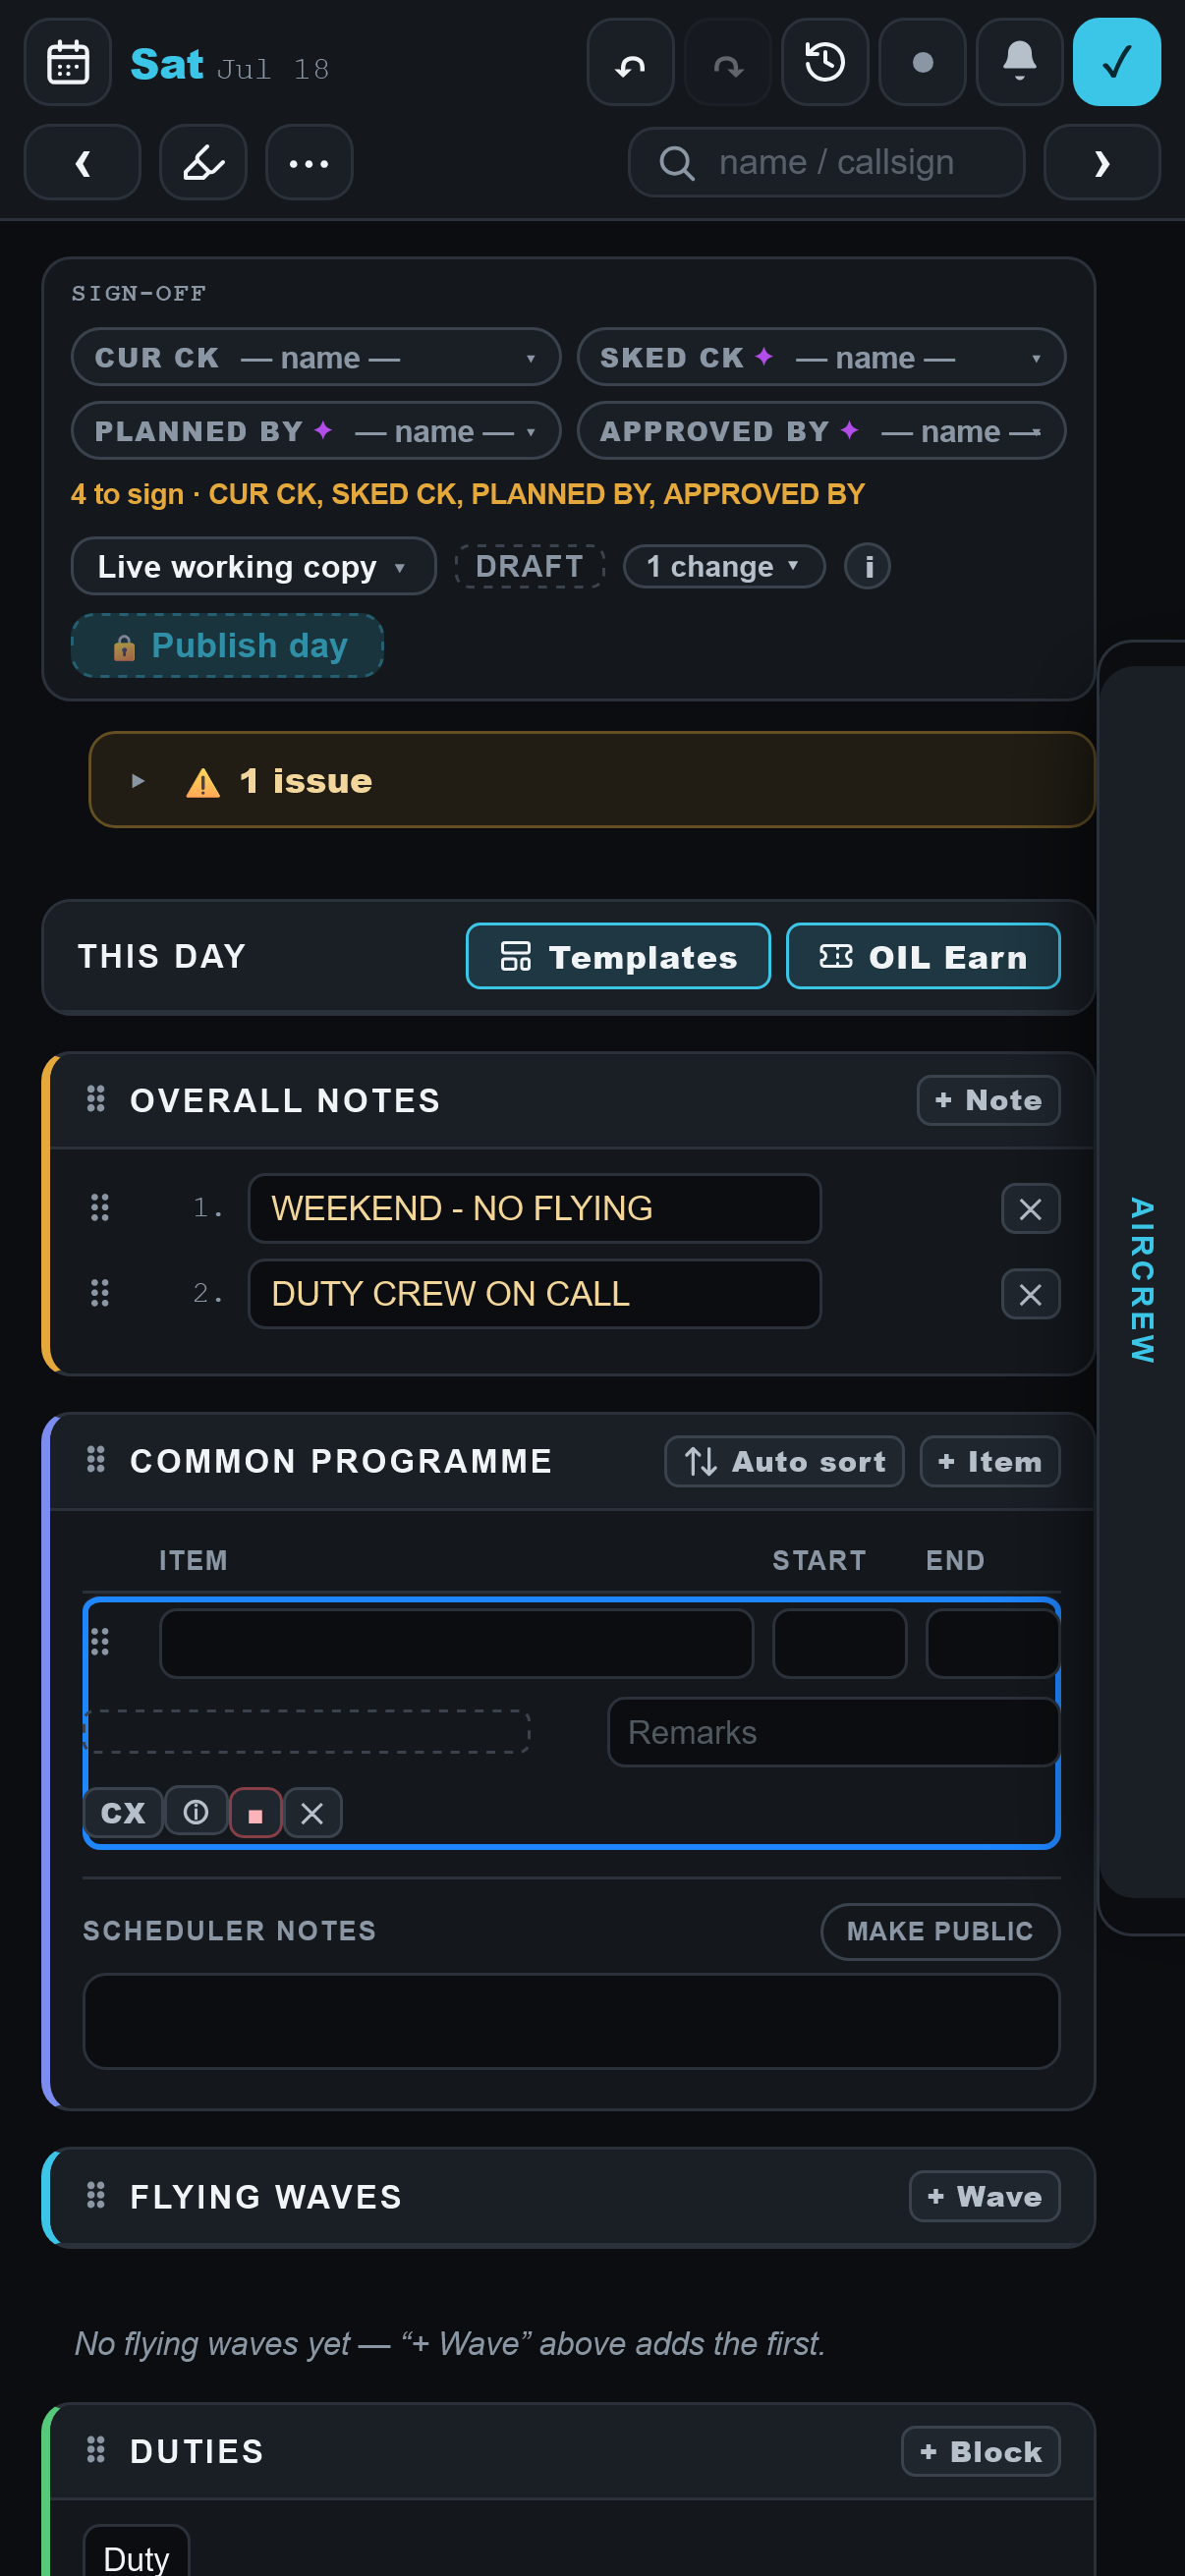 Sat Jul 18
name / callsign
SIGN-OFF
CUR CK — name —
SKED CK — name —
PLANNED BY — name —
APPROVED BY — name —
4 to sign · CUR CK, SKED CK, PLANNED BY, APPROVED BY
Live working copy
DRAFT
1 change
i
Publish day
1 issue
THIS DAY
Templates
OIL Earn
OVERALL NOTES
+ Note
1. WEEKEND - NO FLYING
2. DUTY CREW ON CALL
AIRCREW
COMMON PROGRAMME
Auto sort
+ Item
ITEM START END
Remarks
CX
SCHEDULER NOTES
MAKE PUBLIC
FLYING WAVES
+ Wave
No flying waves yet — “+ Wave” above adds the first.
DUTIES
+ Block
Duty